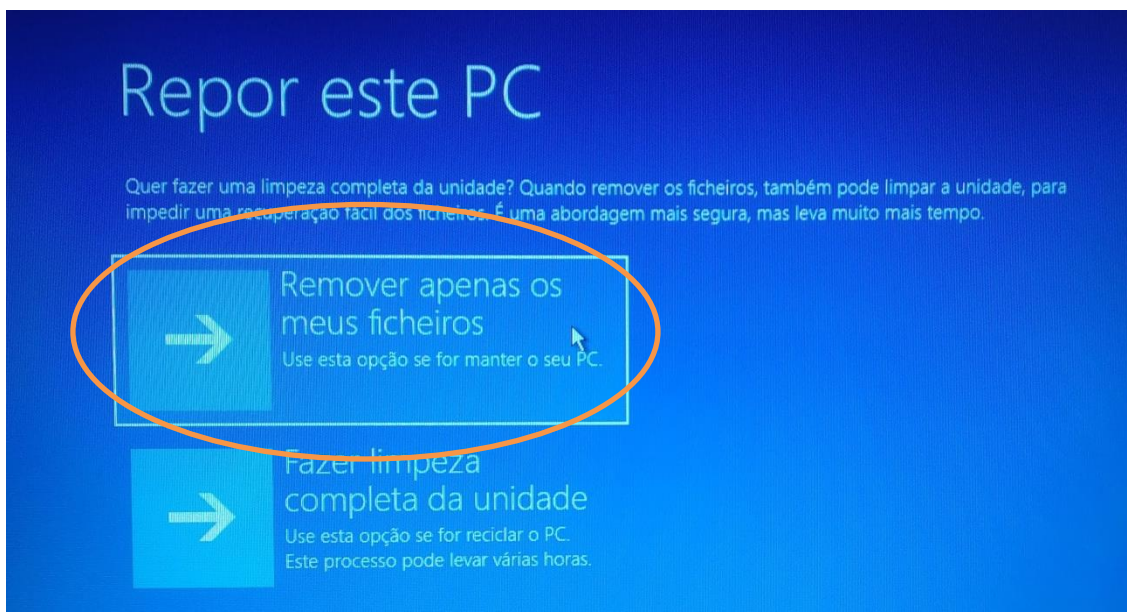 Repor este PC
Quer fazer uma limpeza completa da unidade? Quando remover os ficheiros, também pode limpar a unidade, para
impedir uma recuperação fácil dos ficheiros. É uma abordagem mais segura, mas leva muito mais tempo.
Remover apenas os
meus ficheiros
Use esta opção se for manter o seu PC.
Fazer limpeza
completa da unidade
Use esta opção se for reciclar o PC.
Este processo pode levar várias horas.